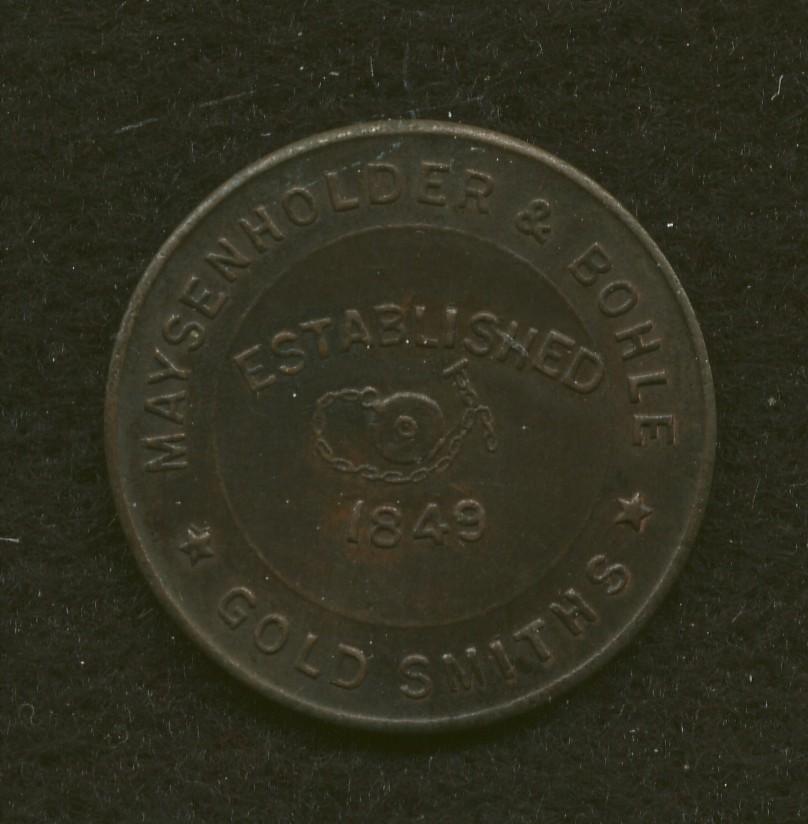 MAYSENHOLDER & BOHLE
ESTABLISHED
1849
GOLD SMITHS